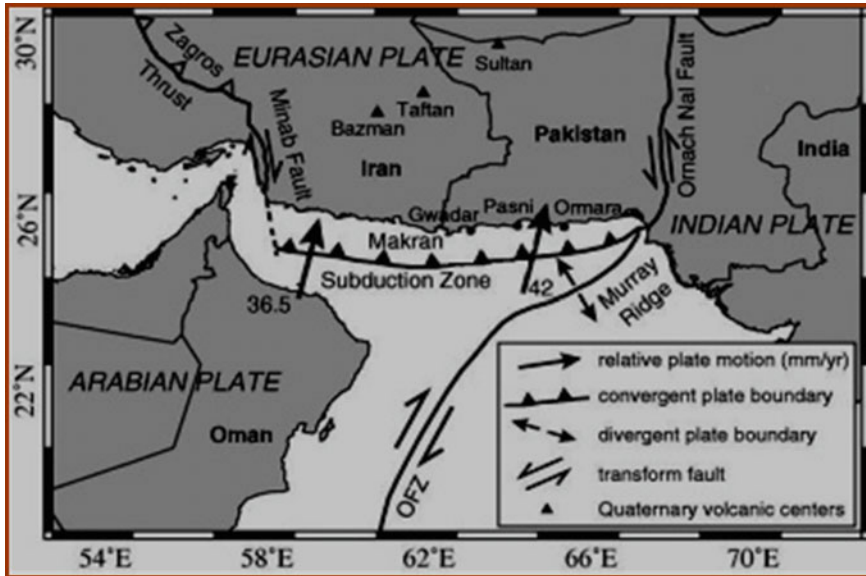 30˚N
26˚N
22˚N
54˚E
58˚E
62˚E
66˚E
70˚E
Zagros
Thrust
EURASIAN PLATE
Sultan
Taftan
Bazman
Minab Fault
Iran
Pakistan
Ornach Nal Fault
India
INDIAN PLATE
Gwadar
Pasni
Ormara
Makran
Subduction Zone
36.5
42
Murray
Ridge
ARABIAN PLATE
Oman
OFZ
relative plate motion (mm/yr)
convergent plate boundary
divergent plate boundary
transform fault
Quaternary volcanic centers